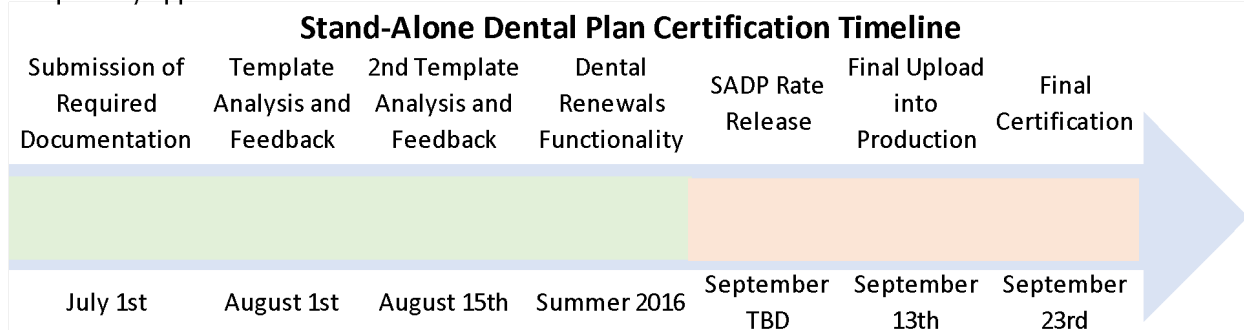 Stand-Alone Dental Plan Certification Timeline
Submission of
Required
Documentation
Template
Analysis and
Feedback
2nd Template
Analysis and
Feedback
Dental
Renewals
Functionality
SADP Rate
Release
Final Upload
into
Production
Final
Certification
July 1st
August 1st
August 15th
Summer 2016
September
TBD
September
13th
September
23rd